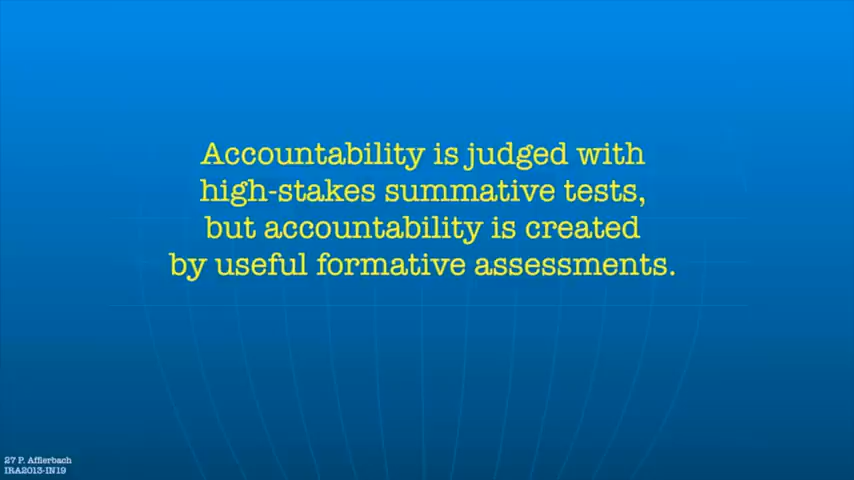 Accountability is judged with
high-stakes summative tests,
but accountability is created
by useful formative assessments.
27 P. Afflerbach
IRA2013-IN19